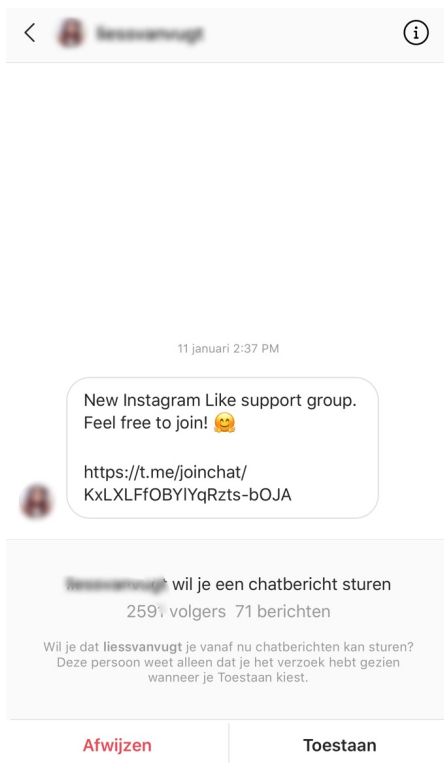 11 januari 2:37 PM
New Instagram Like support group.
Feel free to join! 🤗
https://t.me/joinchat/
KxLXLFfOBYlYqRzts-bOJA
wil je een chatbericht sturen
2591 volgers 71 berichten
Wil je dat liessvanvugt je vanaf nu chatberichten kan sturen?
Deze persoon weet alleen dat je het verzoek hebt gezien
wanneer je Toestaan kiest.
Afwijzen
Toestaan